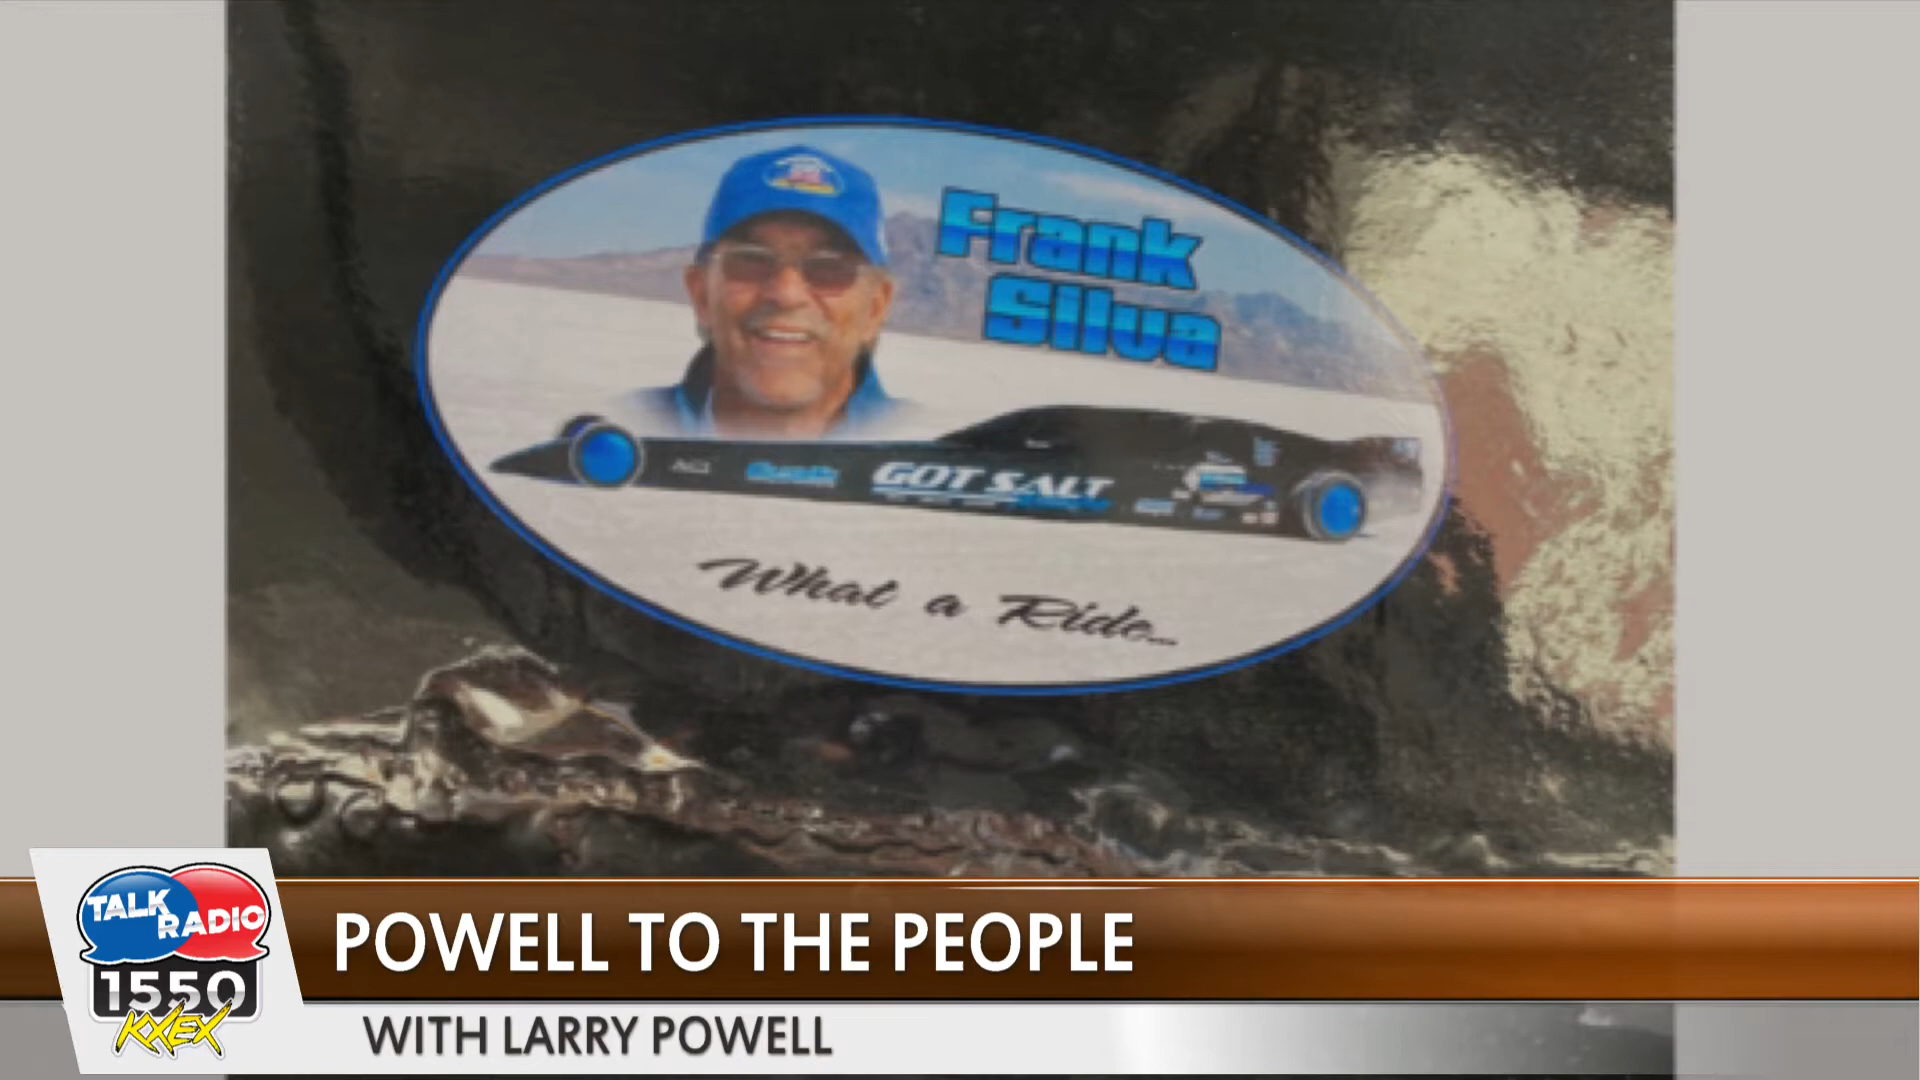 Frank
Silva
GOT SALT
What a Ride...
TALK
RADIO
1550
KXEX
POWELL TO THE PEOPLE
WITH LARRY POWELL